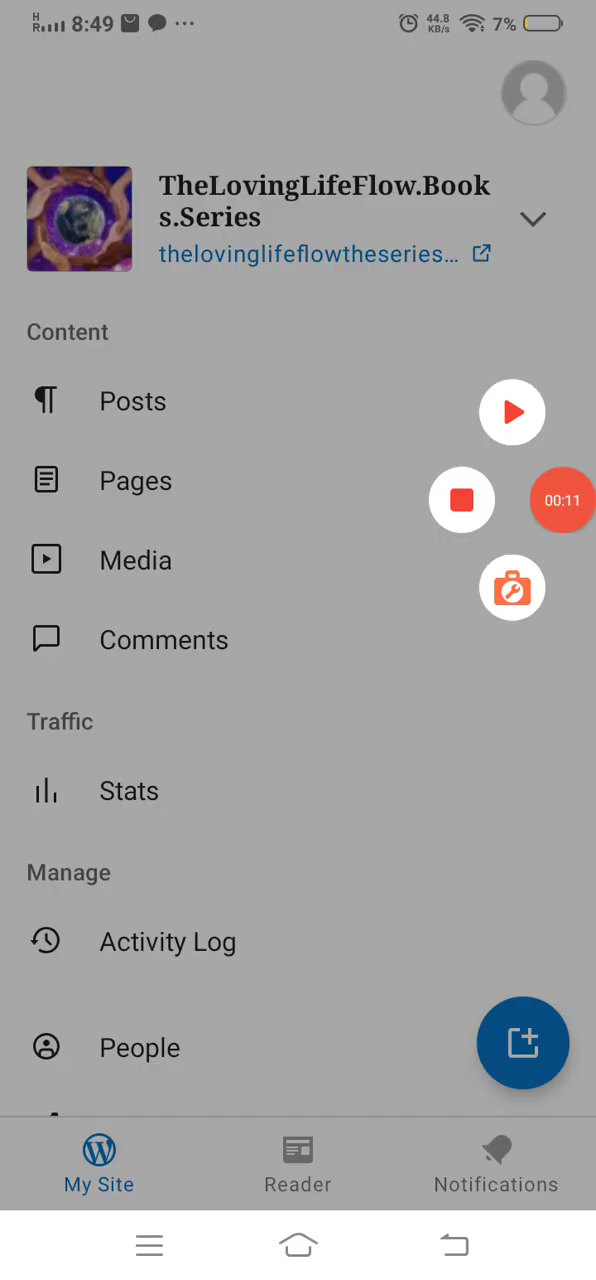 HR 8:49 ··· 44.8 KB/s 7%
TheLovingLifeFlow.Book
s.Series
thelovinglifeflowtheseries...
Content
Posts
Pages
00:11
Media
Comments
Traffic
Stats
Manage
Activity Log
People
My Site Reader Notifications